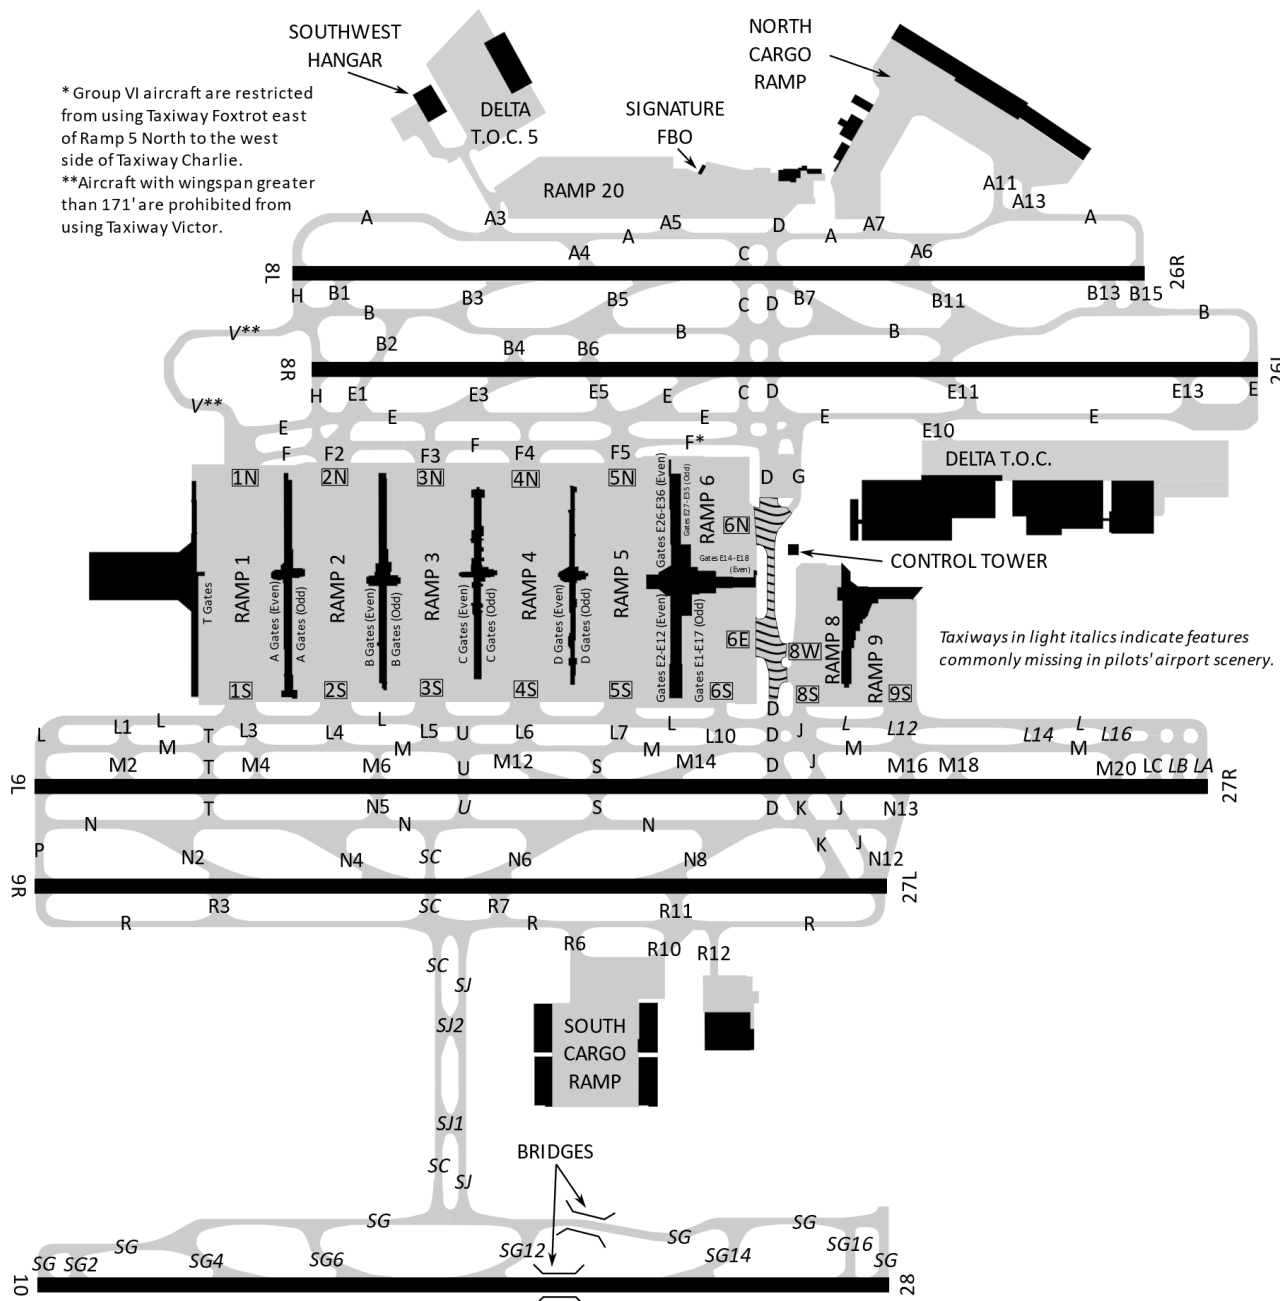 SOUTHWEST
HANGAR
NORTH
CARGO
RAMP
* Group VI aircraft are restricted
from using Taxiway Foxtrot east
of Ramp 5 North to the west
side of Taxiway Charlie.
**Aircraft with wingspan greater
than 171' are prohibited from
using Taxiway Victor.
DELTA
T.O.C. 5
SIGNATURE
FBO
RAMP 20
A11
A13
A
A3
A5
D
A
A7
A
A
A4
C
A6
8L
26R
H
B1
B3
B5
C
D
B7
B11
B13
B15
B
B
V**
B
B
B2
B4
B6
8R
26L
H
E1
E3
E5
E
C
D
E11
E13
E
V**
E
E
E
E
E
E10
F
F2
F3
F
F4
F5
F*
DELTA T.O.C.
1N
2N
3N
4N
5N
D
G
6N
Gates E26-E36 (Even)
Gates E27-E35 (Odd)
RAMP 6
Gates E14-E18
(Even)
CONTROL TOWER
T Gates
RAMP 1
A Gates (Even)
A Gates (Odd)
RAMP 2
B Gates (Even)
B Gates (Odd)
RAMP 3
C Gates (Even)
C Gates (Odd)
RAMP 4
D Gates (Even)
D Gates (Odd)
RAMP 5
Gates E2-E12 (Even)
Gates E1-E17 (Odd)
6E
8W
RAMP 8
RAMP 9
Taxiways in light italics indicate features
commonly missing in pilots' airport scenery.
1S
2S
3S
4S
5S
6S
8S
9S
D
L
L1
L
T
L3
L4
L
L5
U
L6
L7
L
L10
D
J
L
L12
L14
L
L16
M
M
M
M
M
M2
T
M4
M6
U
M12
S
M14
D
J
M16
M18
M20
LC
LB
LA
9L
27R
T
N5
U
S
D
K
J
N13
N
N
N
P
N2
N4
SC
N6
N8
K
J
N12
9R
27L
R3
SC
R7
R11
R
R
R
R6
R10
R12
SC
SJ
SJ2
SOUTH
CARGO
RAMP
SJ1
SC
SJ
BRIDGES
SG
SG
SG
SG
SG
SG2
SG4
SG6
SG12
SG14
SG16
SG
10
28